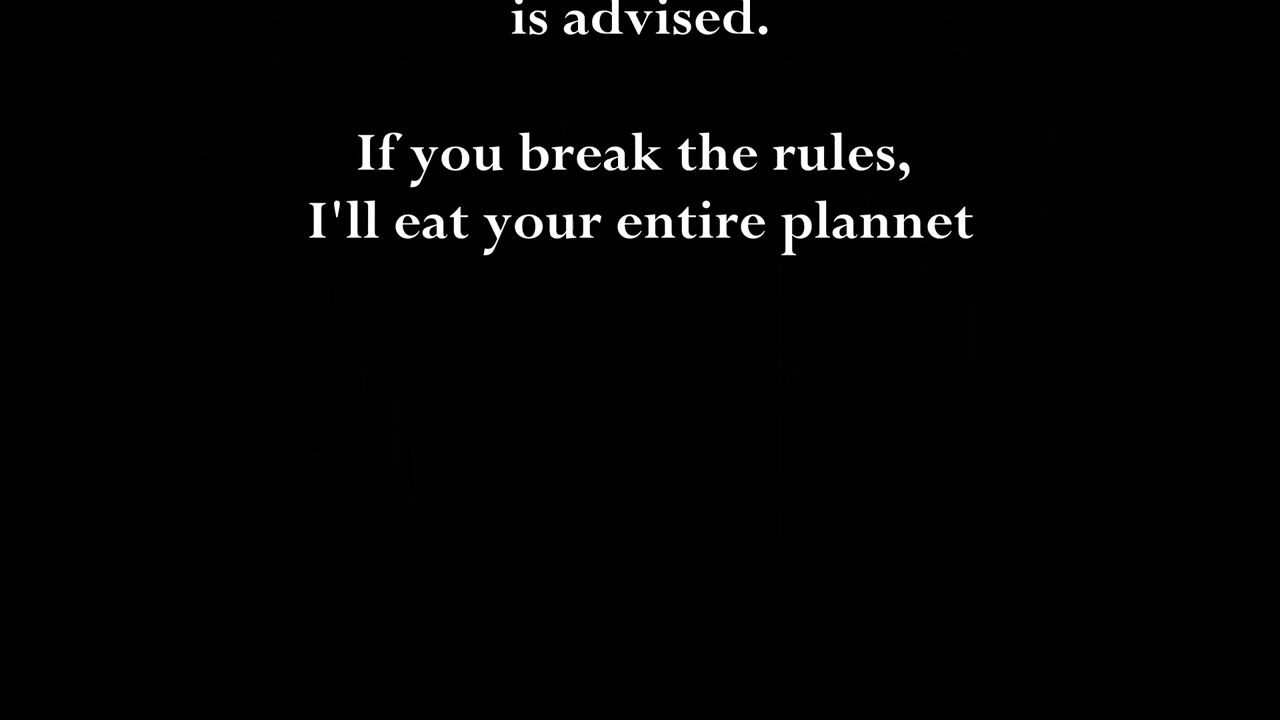 is advised.
If you break the rules,
I'll eat your entire plannet